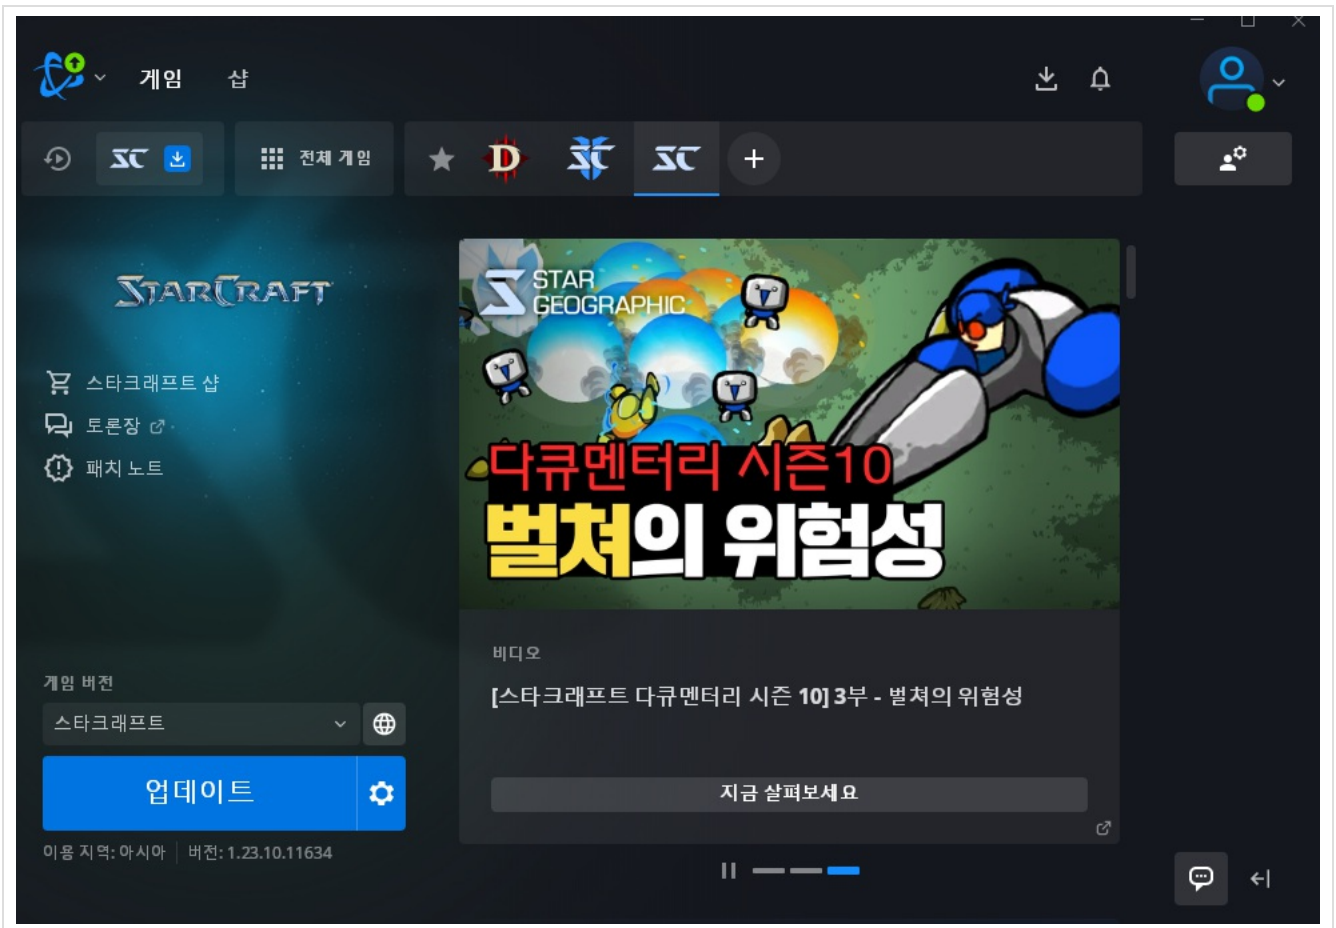 게임 샵
SC 전체 게임 D SC SC
STARCRAFT
스타크래프트 샵
토론장
패치 노트
게임 버전
스타크래프트
업데이트
이용 지역: 아시아 버전: 1.23.10.11634
STAR
GEOGRAPHIC
다큐멘터리 시즌10
벌쳐의 위험성
비디오
[스타크래프트 다큐멘터리 시즌 10] 3부 - 벌쳐의 위험성
지금 살펴보세요